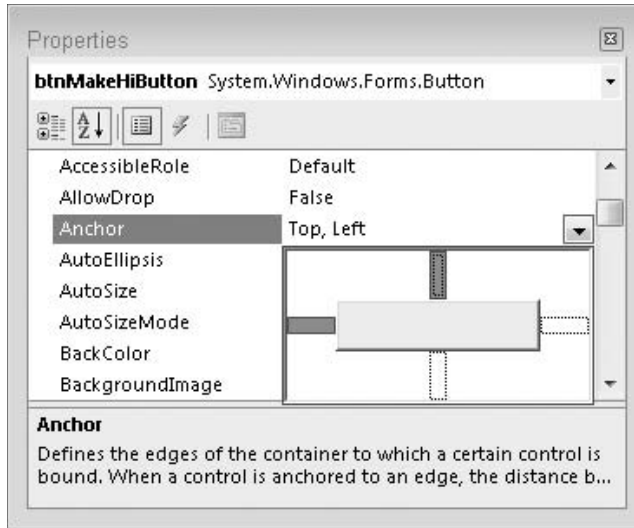 Properties
btnMakeHiButton System.Windows.Forms.Button
A
Z
AccessibleRole Default
AllowDrop False
Anchor Top, Left
AutoEllipsis
AutoSize
AutoSizeMode
BackColor
BackgroundImage
Anchor
Defines the edges of the container to which a certain control is
bound. When a control is anchored to an edge, the distance b...